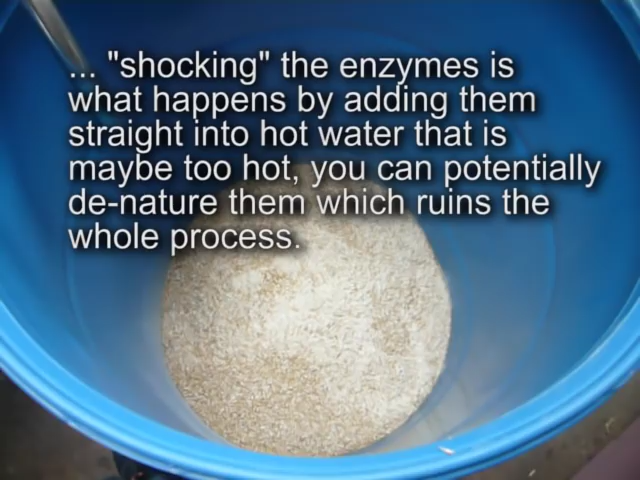 ... "shocking" the enzymes is
what happens by adding them
straight into hot water that is
maybe too hot, you can potentially
de-nature them which ruins the
whole process.